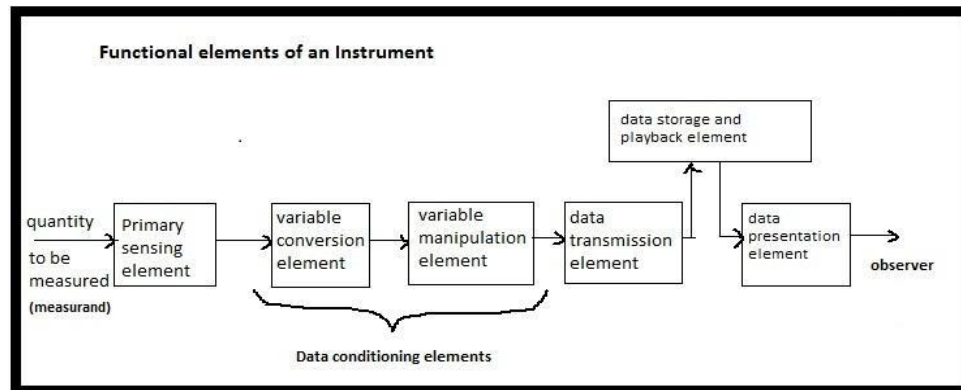 Functional elements of an Instrument
data storage and
playback element
quantity
to be
measured
(measurand)
Primary
sensing
element
variable
conversion
element
variable
manipulation
element
data
transmission
element
data
presentation
element
observer
Data conditioning elements